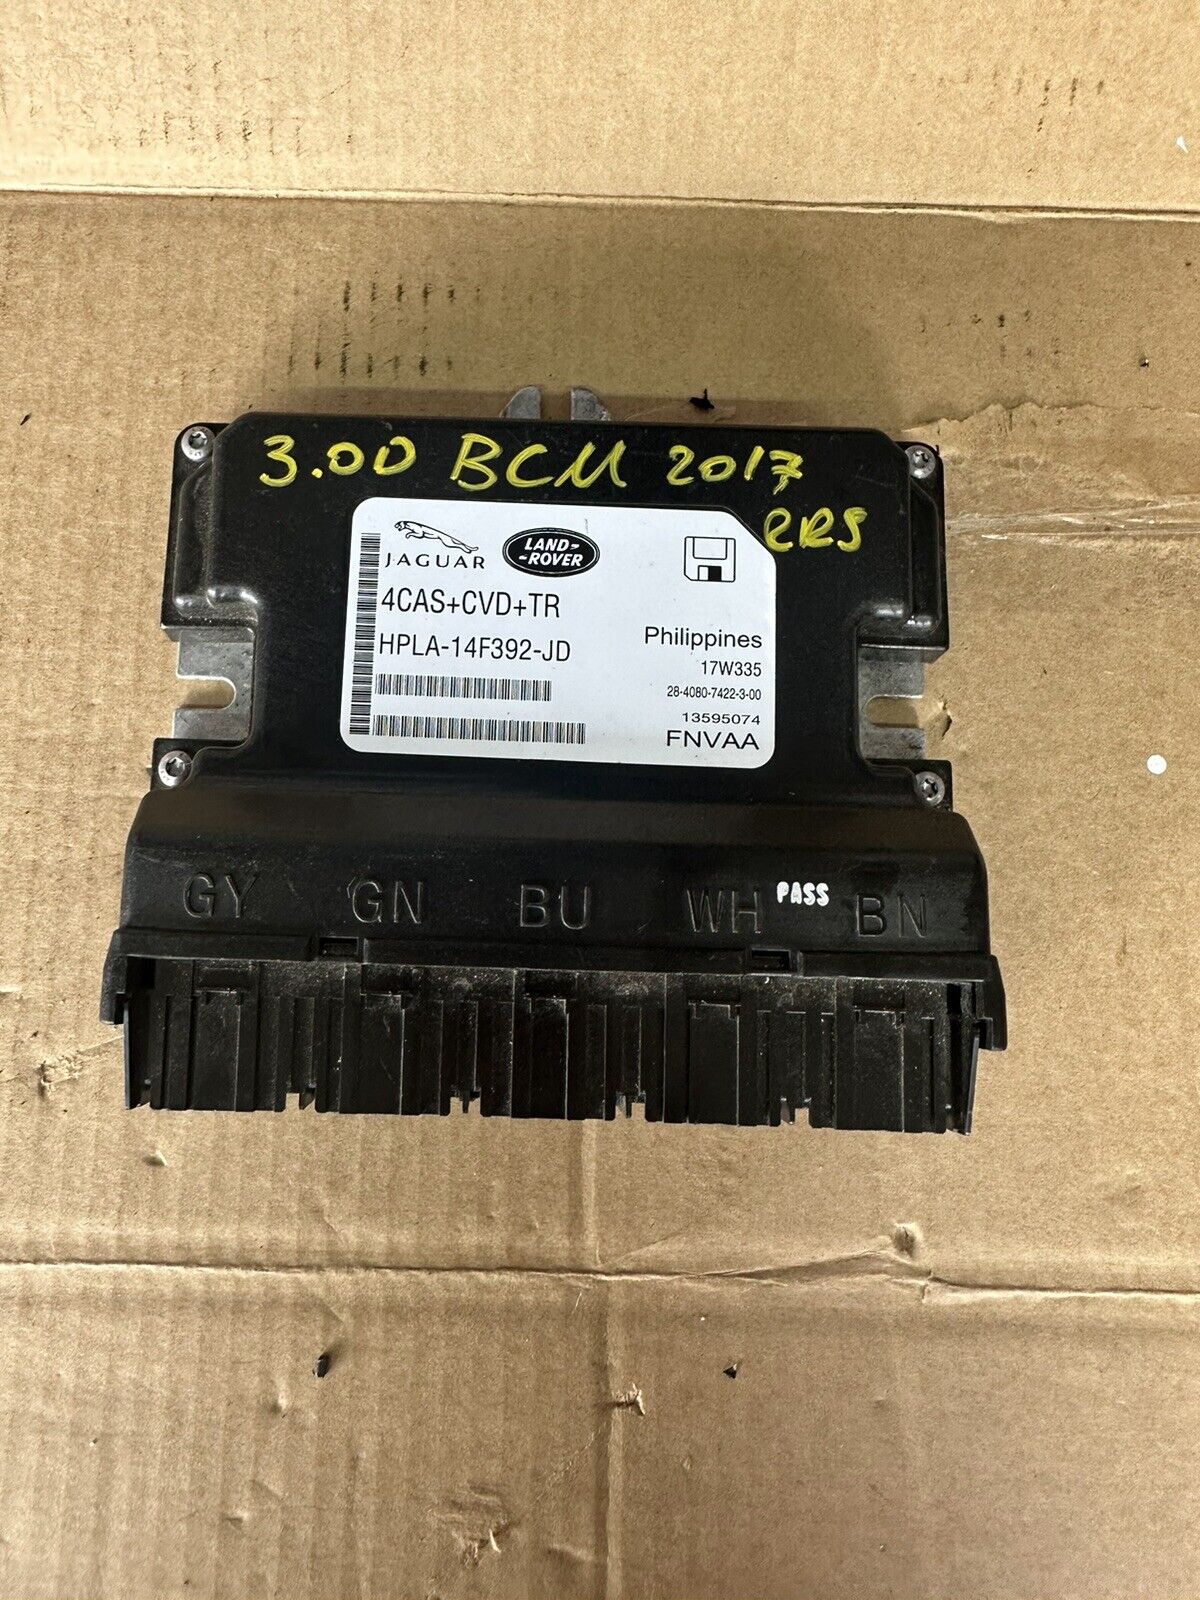 3.0D BCM 2017
RRS
JAGUAR
LAND-
-ROVER
4CAS+CVD+TR
HPLA-14F392-JD
Philippines
17W335
28-4080-7422-3-00
13595074
FNVAA
GY GN BU WH PASS BN